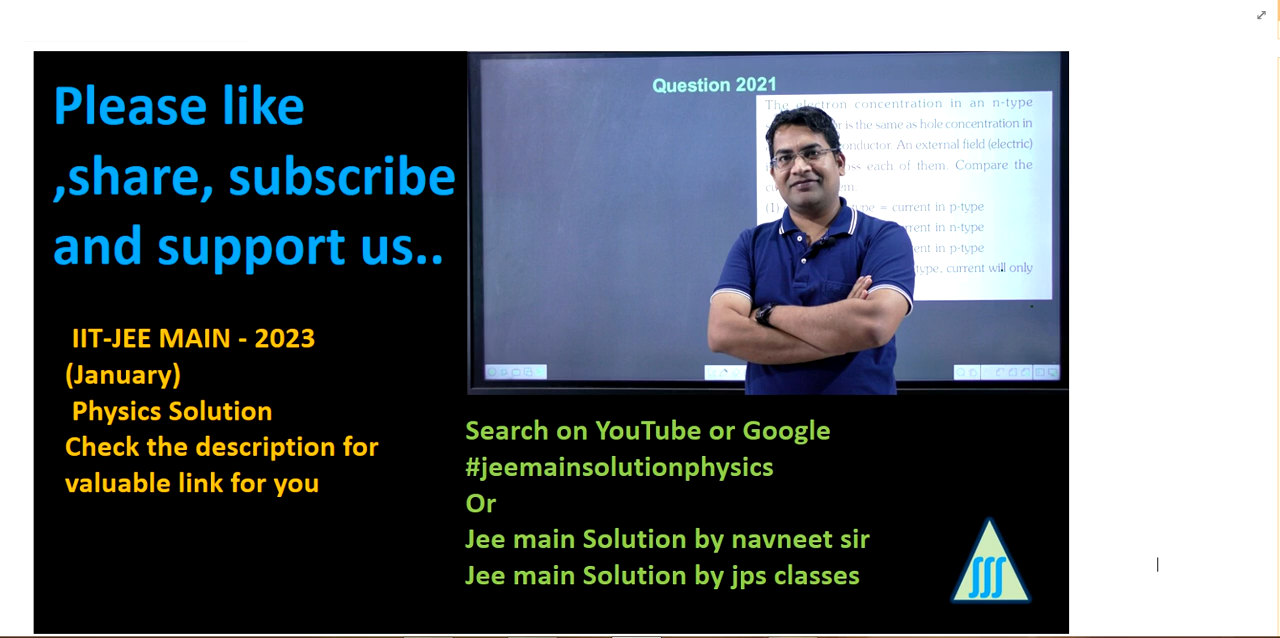 Please like
,share, subscribe
and support us..
IIT-JEE MAIN - 2023
(January)
Physics Solution
Check the description for
valuable link for you
Question 2021
The electron concentration in an n-type
is the same as hole concentration in
An external field (electric)
each of them. Compare the
(1)
= current in p-type
in n-type
in p-type
type, current will only
Search on YouTube or Google
#jeemainsolutionphysics
Or
Jee main Solution by navneet sir
Jee main Solution by jps classes
∫∫∫